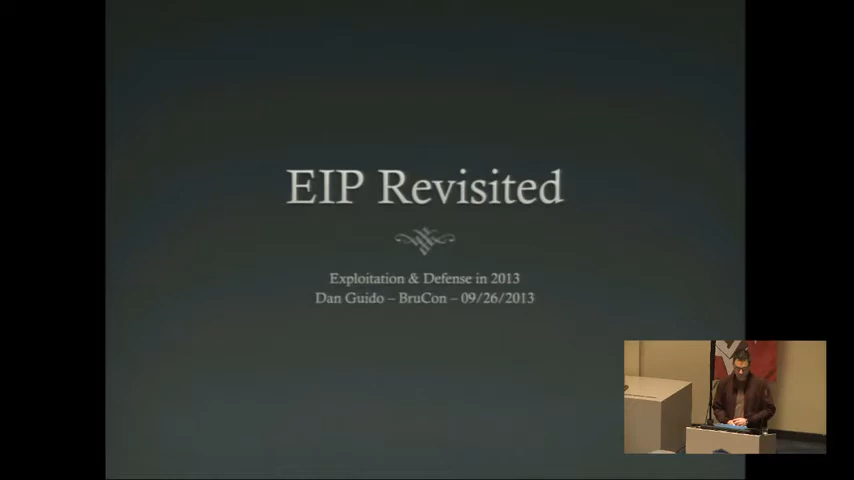 EIP Revisited
Exploitation & Defense in 2013
Dan Guido – BruCon – 09/26/2013